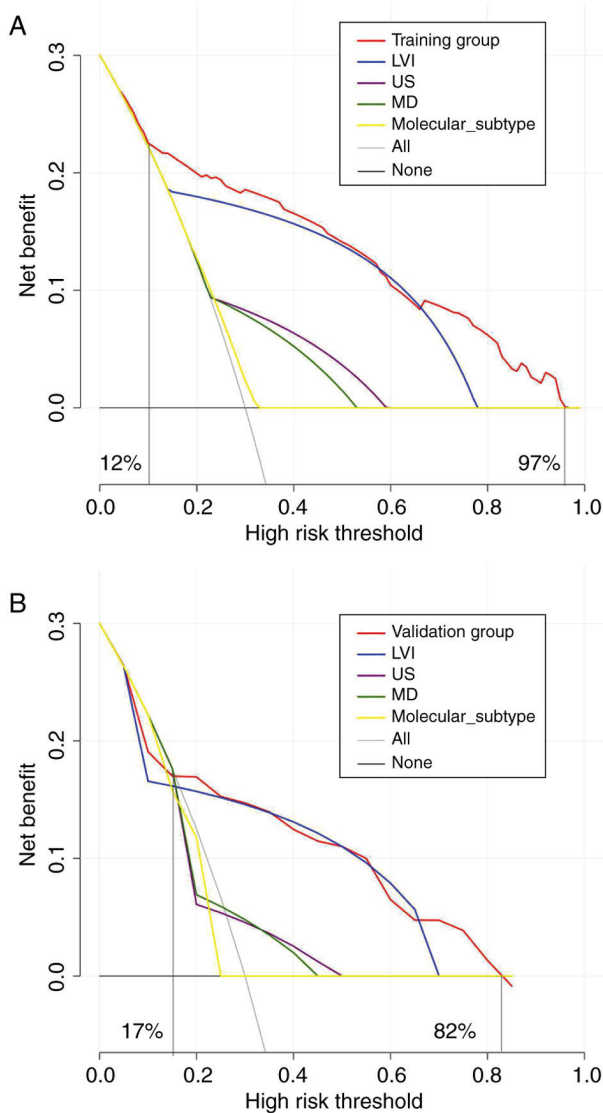 A
Training group
LVI
US
MD
Molecular_subtype
All
None
Net benefit
0.3
0.2
0.1
0.0
12%
97%
0.0 0.2 0.4 0.6 0.8 1.0
High risk threshold
B
Validation group
LVI
US
MD
Molecular_subtype
All
None
Net benefit
0.3
0.2
0.1
0.0
17%
82%
0.0 0.2 0.4 0.6 0.8 1.0
High risk threshold